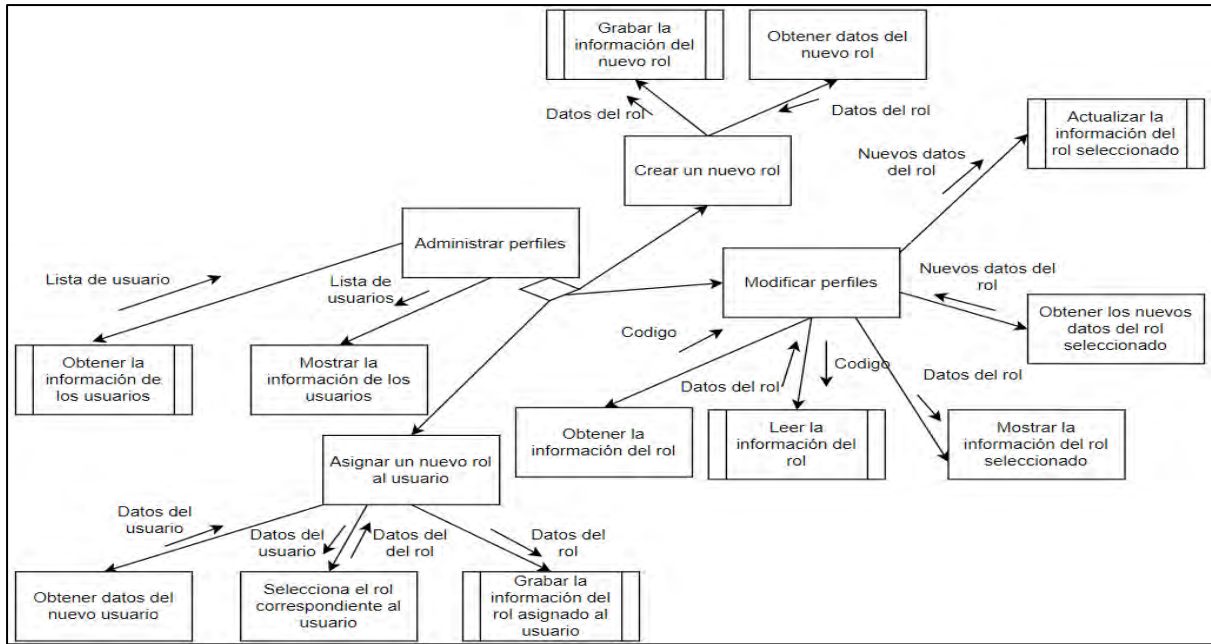 Grabar la
información del
nuevo rol
Obtener datos del
nuevo rol
Datos del rol
Datos del rol
Actualizar la
información del
rol seleccionado
Nuevos datos
del rol
Crear un nuevo rol
Administrar perfiles
Lista de usuario
Lista de
usuarios
Modificar perfiles
Nuevos datos del
rol
Obtener los nuevos
datos del rol
seleccionado
Codigo
Obtener la
información de
los usuarios
Mostrar la
información de los
usuarios
Datos del rol
Codigo
Datos del rol
Obtener la
información del rol
Leer la
información del
rol
Mostrar la
información del rol
seleccionado
Asignar un nuevo rol
al usuario
Datos del
usuario
Datos del
usuario
Datos del
del rol
Datos del
rol
Obtener datos del
nuevo usuario
Selecciona el rol
correspondiente al
usuario
Grabar la
información del
rol asignado al
usuario